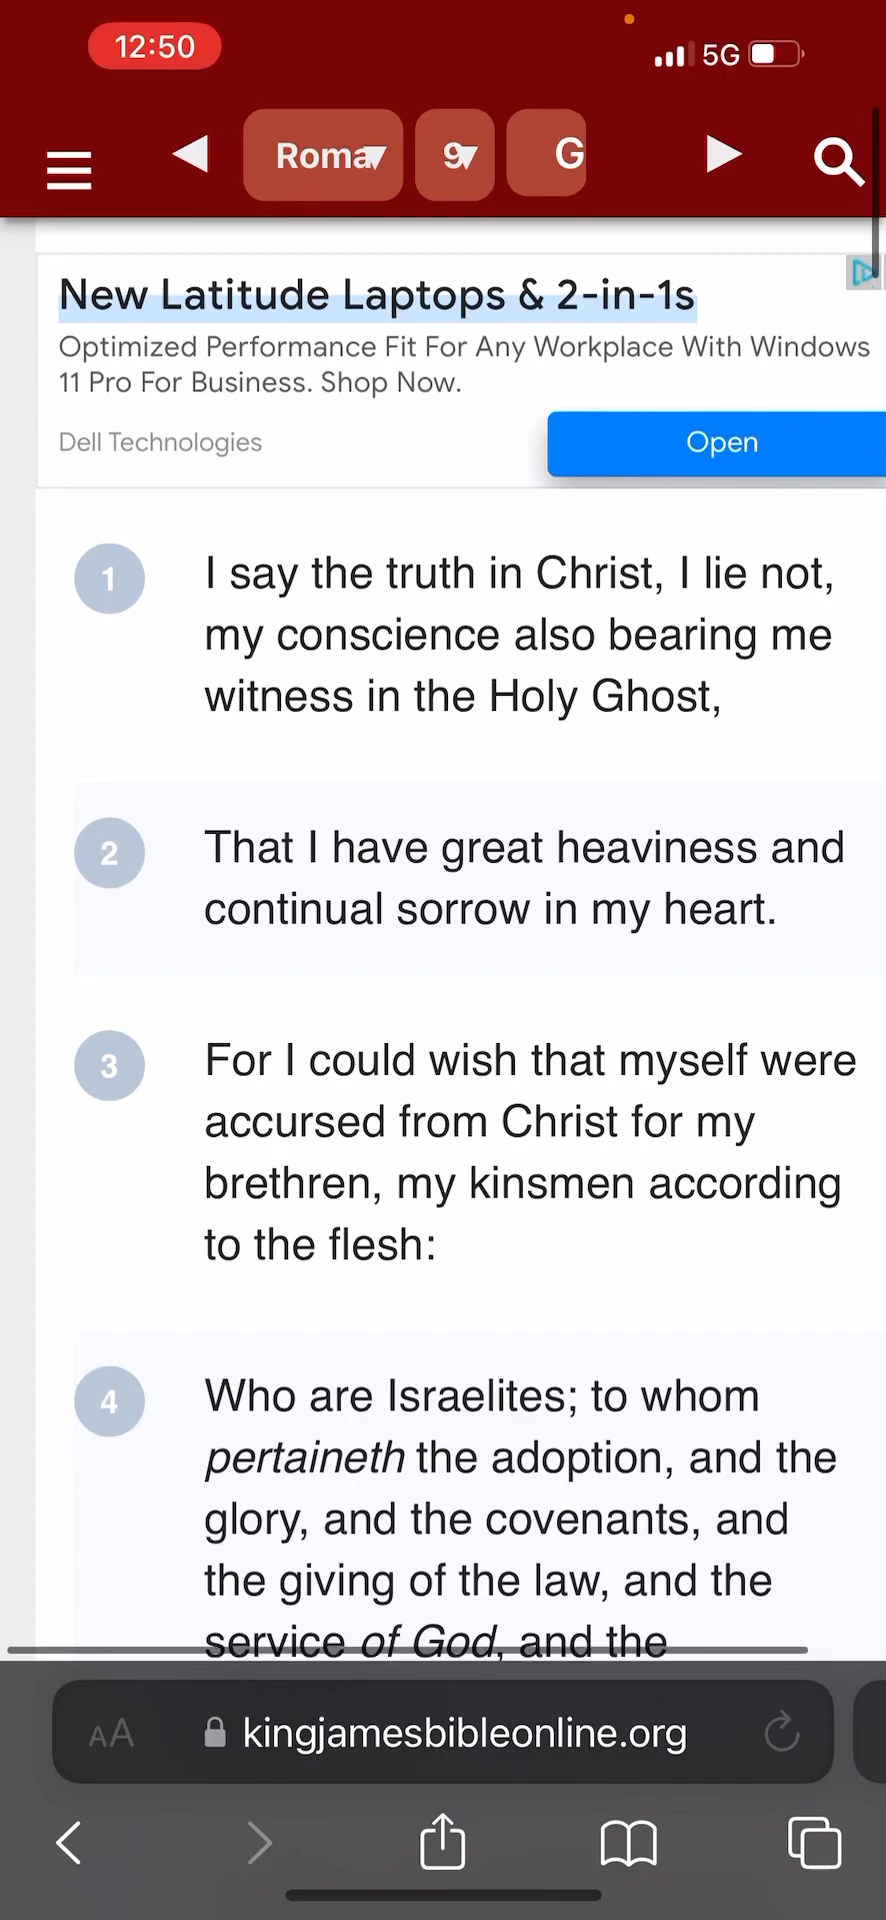 12:50
5G
Roma
9
G
New Latitude Laptops & 2-in-1s
Optimized Performance Fit For Any Workplace With Windows
11 Pro For Business. Shop Now.
Dell Technologies
Open
1
I say the truth in Christ, I lie not,
my conscience also bearing me
witness in the Holy Ghost,
2
That I have great heaviness and
continual sorrow in my heart.
3
For I could wish that myself were
accursed from Christ for my
brethren, my kinsmen according
to the flesh:
4
Who are Israelites; to whom
pertaineth the adoption, and the
glory, and the covenants, and
the giving of the law, and the
service of God, and the
AA
kingjamesbibleonline.org